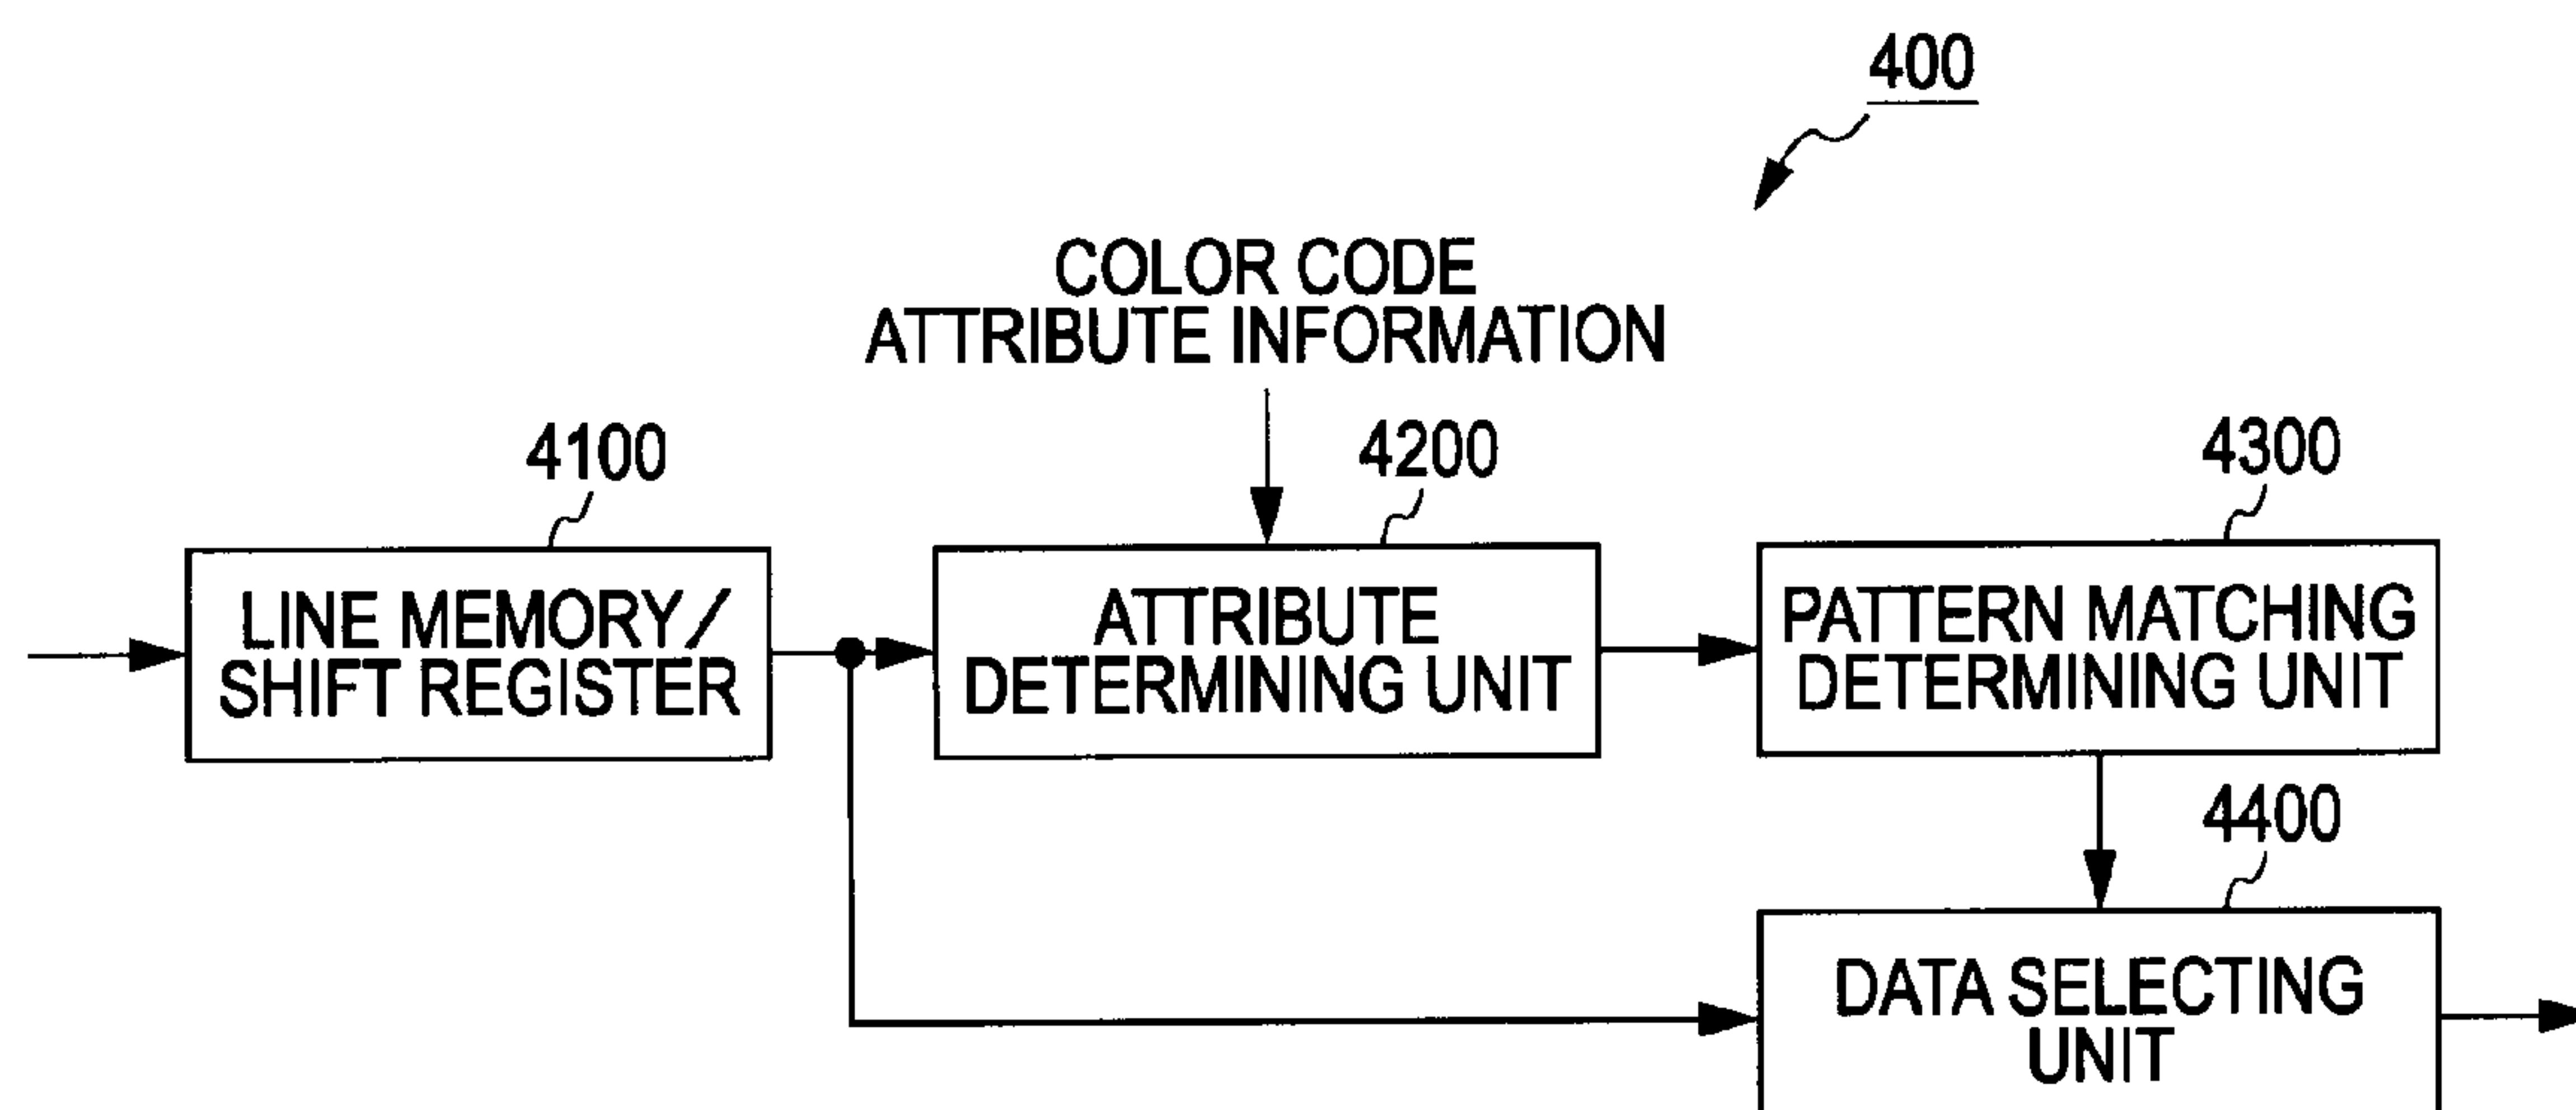 400
COLOR CODE
ATTRIBUTE INFORMATION
4100
4200
4300
LINE MEMORY/
SHIFT REGISTER
ATTRIBUTE
DETERMINING UNIT
PATTERN MATCHING
DETERMINING UNIT
4400
DATA SELECTING
UNIT